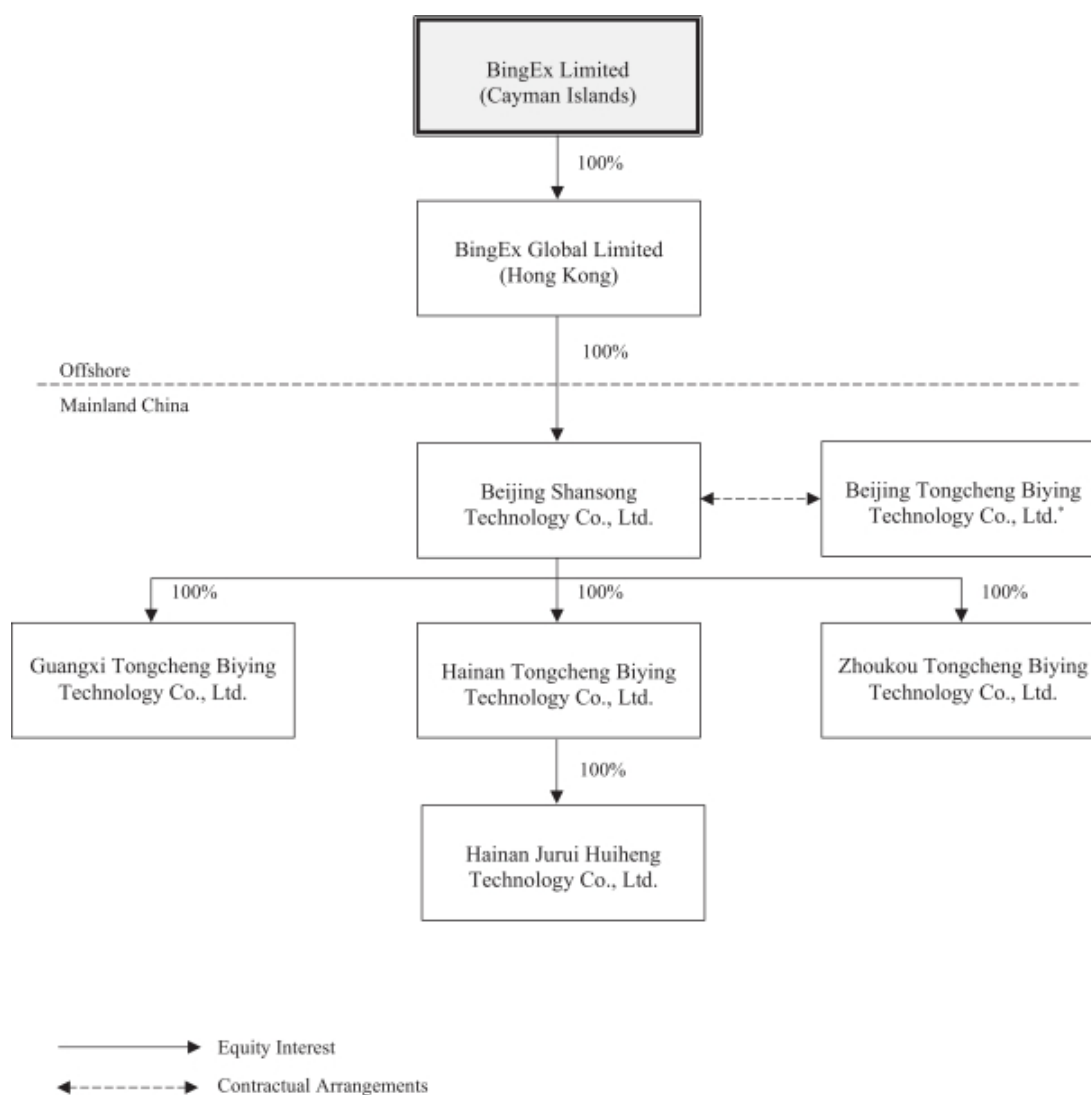 BingEx Limited
(Cayman Islands)
100%
BingEx Global Limited
(Hong Kong)
100%
Offshore
Mainland China
Beijing Shansong
Technology Co., Ltd.
Beijing Tongcheng Biying
Technology Co., Ltd.*
100%
100%
100%
Guangxi Tongcheng Biying
Technology Co., Ltd.
Hainan Tongcheng Biying
Technology Co., Ltd.
Zhoukou Tongcheng Biying
Technology Co., Ltd.
100%
Hainan Jurui Huiheng
Technology Co., Ltd.
Equity Interest
Contractual Arrangements